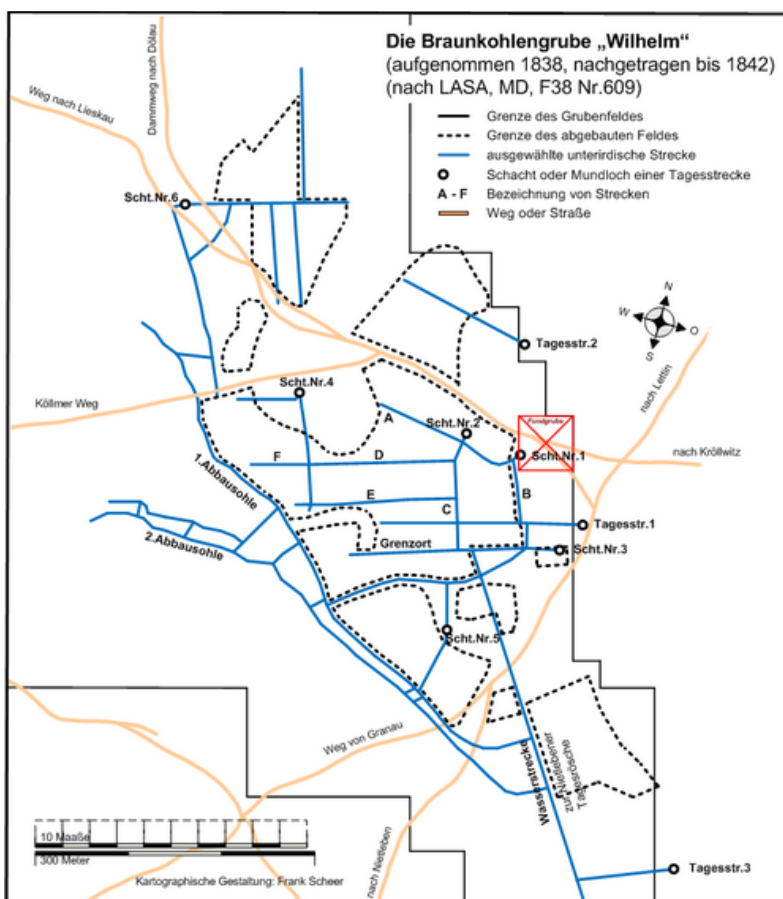 Die Braunkohlengrube „Wilhelm“
(aufgenommen 1838, nachgetragen bis 1842)
(nach LASA, MD, F38 Nr.609)
Grenze des Grubenfeldes
Grenze des abgebauten Feldes
ausgewählte unterirdische Strecke
Schacht oder Mundloch einer Tagesstrecke
A - F Bezeichnung von Strecken
Weg oder Straße
Weg nach Lieskau
Dammweg nach Dölau
Scht.Nr.6
N
W
O
S
Tagesstr.2
nach Lettin
Scht.Nr.4
Köllmer Weg
A
Scht.Nr.2
Fundgrube
Scht.Nr.1
nach Kröllwitz
F
D
B
1.Abbausohle
E
C
Tagesstr.1
2.Abbausohle
Grenzort
Scht.Nr.3
Scht.Nr.5
Weg von Granau
Wasserstrecke
zur Nietlebener
Tagesrösche
10 Maaße
300 Meter
nach Nietleben
Tagesstr.3
Kartographische Gestaltung: Frank Scheer